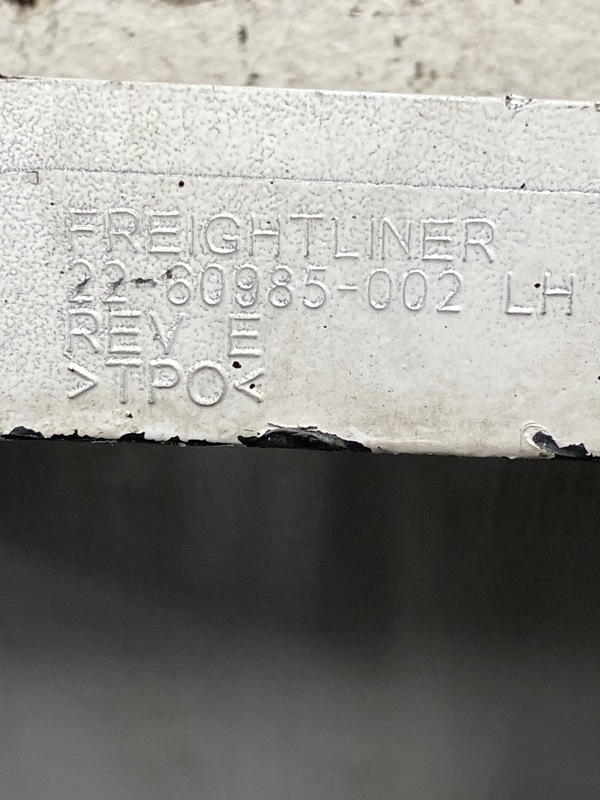 FREIGHTLINER
22-60985-002 LH
REV E
>TPO<